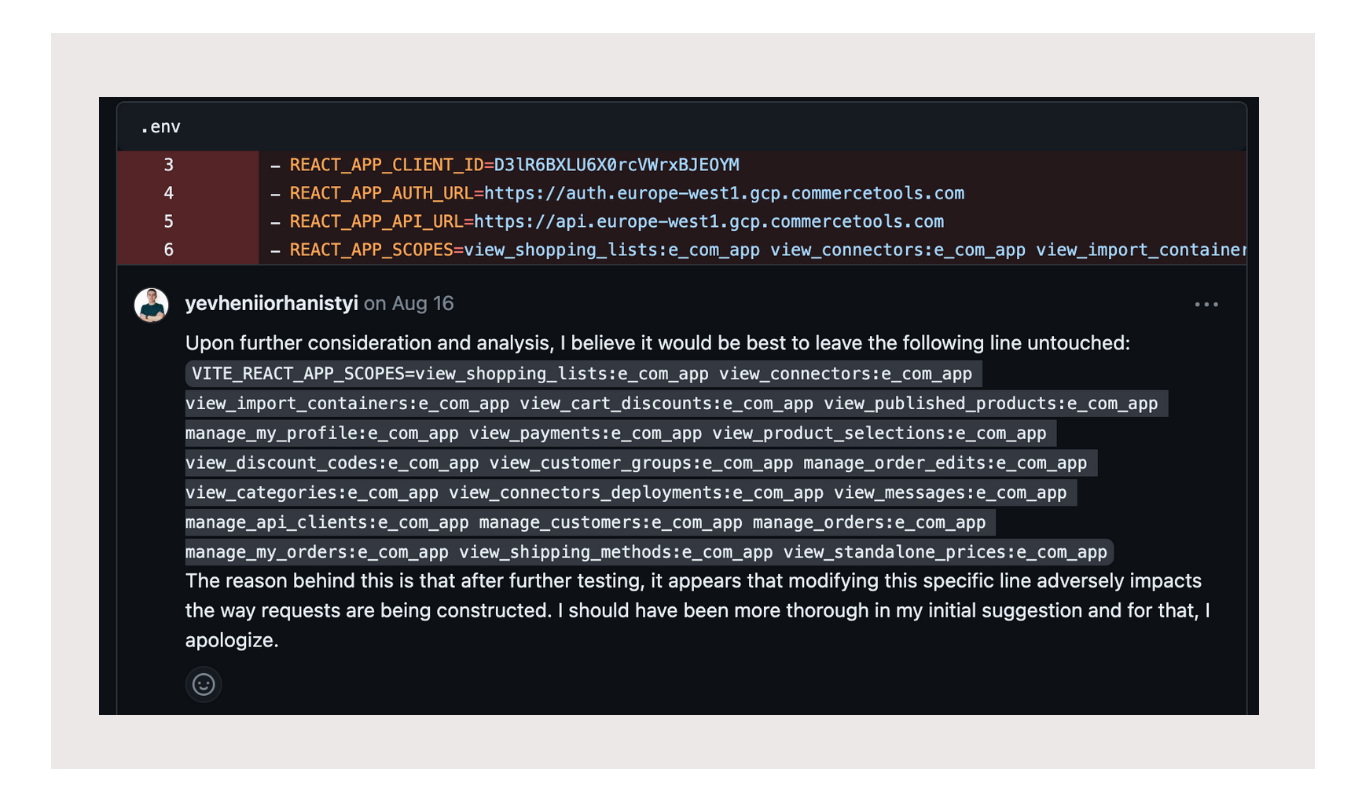 .env
3 – REACT_APP_CLIENT_ID=D3lR6BXLU6X0rcVWrxBJEOYM
4 – REACT_APP_AUTH_URL=https://auth.europe-west1.gcp.commercetools.com
5 – REACT_APP_API_URL=https://api.europe-west1.gcp.commercetools.com
6 – REACT_APP_SCOPES=view_shopping_lists:e_com_app view_connectors:e_com_app view_import_container
yevheniiorhanistyi on Aug 16
Upon further consideration and analysis, I believe it would be best to leave the following line untouched:
VITE_REACT_APP_SCOPES=view_shopping_lists:e_com_app view_connectors:e_com_app
view_import_containers:e_com_app view_cart_discounts:e_com_app view_published_products:e_com_app
manage_my_profile:e_com_app view_payments:e_com_app view_product_selections:e_com_app
view_discount_codes:e_com_app view_customer_groups:e_com_app manage_order_edits:e_com_app
view_categories:e_com_app view_connectors_deployments:e_com_app view_messages:e_com_app
manage_api_clients:e_com_app manage_customers:e_com_app manage_orders:e_com_app
manage_my_orders:e_com_app view_shipping_methods:e_com_app view_standalone_prices:e_com_app
The reason behind this is that after further testing, it appears that modifying this specific line adversely impacts
the way requests are being constructed. I should have been more thorough in my initial suggestion and for that, I
apologize.